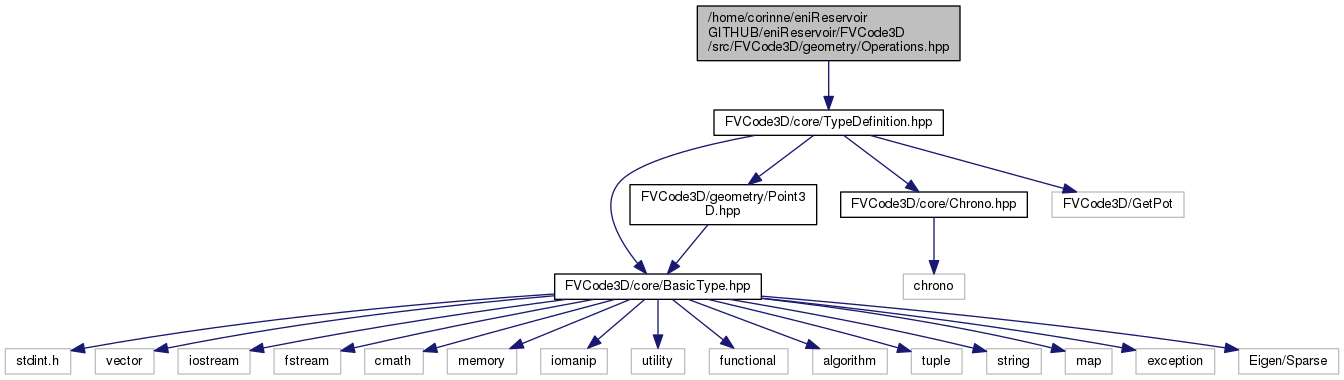 /home/corinne/eniReservoir
GITHUB/eniReservoir/FVCode3D
/src/FVCode3D/geometry/Operations.hpp
FVCode3D/core/TypeDefinition.hpp
FVCode3D/geometry/Point3
D.hpp
FVCode3D/core/Chrono.hpp
FVCode3D/GetPot
FVCode3D/core/BasicType.hpp
chrono
stdint.h
vector
iostream
fstream
cmath
memory
iomanip
utility
functional
algorithm
tuple
string
map
exception
Eigen/Sparse